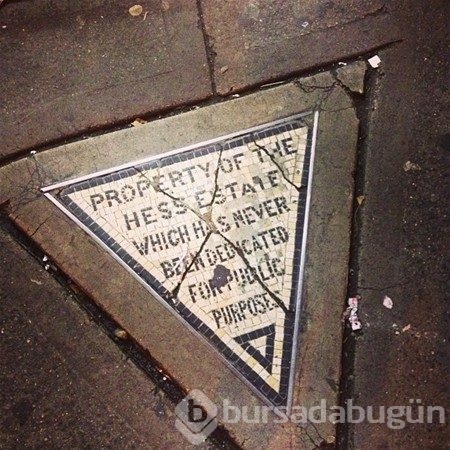 PROPERTY OF THE
HESS ESTATE
WHICH HAS NEVER
BEEN DEDICATED
FOR PUBLIC
PURPOSES
b bursadabugün